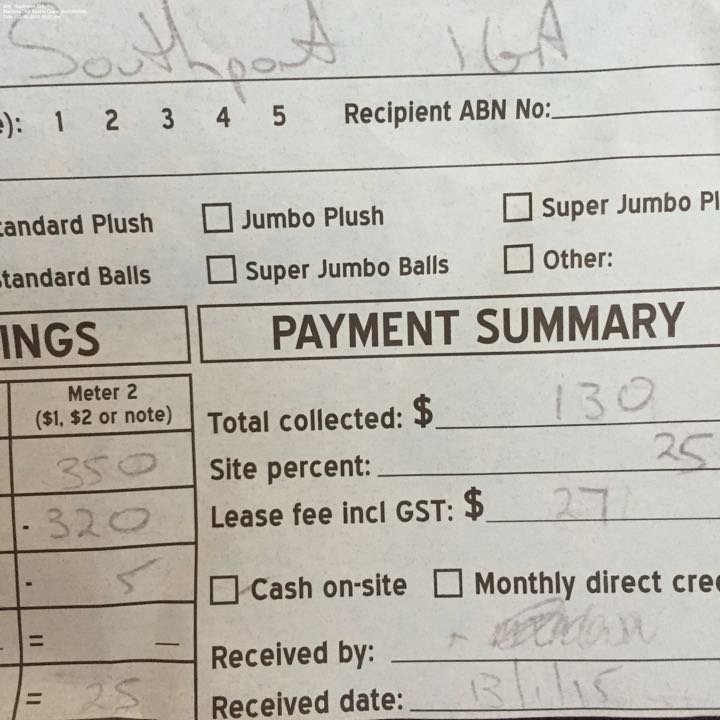 Southport IGA
e): 1 2 3 4 5 Recipient ABN No:
tandard Plush Jumbo Plush Super Jumbo Pl
tandard Balls Super Jumbo Balls Other:
INGS PAYMENT SUMMARY
Meter 2
($1, $2 or note)
Total collected: $ 130
350 Site percent: 25
- 320 Lease fee incl GST: $ 27
- 5 Cash on-site Monthly direct cre
= — Received by:
= 25 Received date: 13/1/15